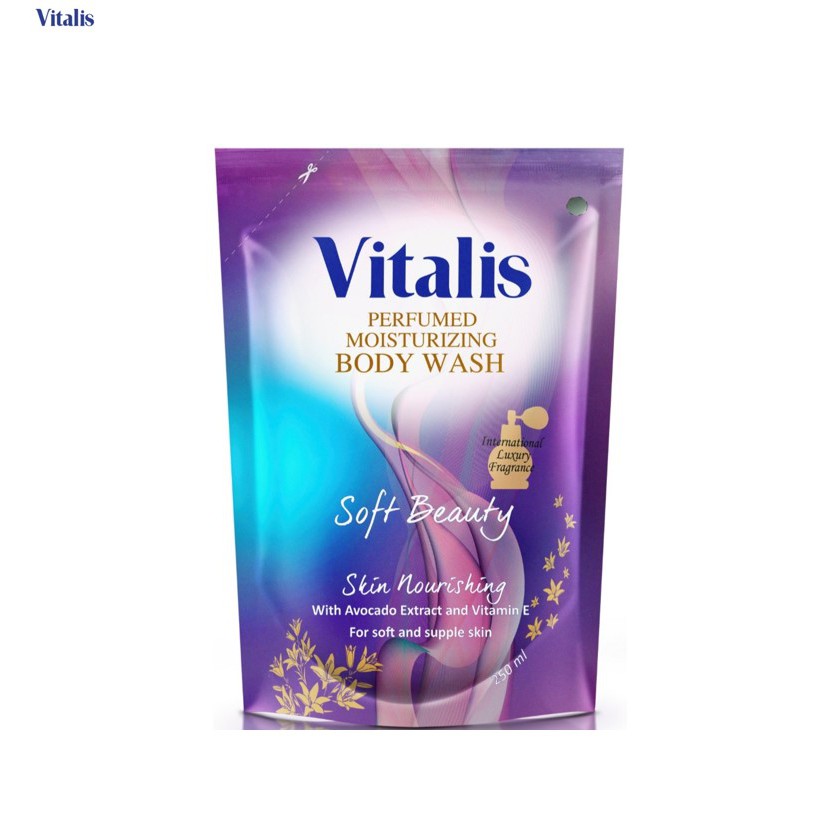 Vitalis
Vitalis
PERFUMED
MOISTURIZING
BODY WASH
International
Luxury
Fragrance
Soft Beauty
Skin Nourishing
With Avocado Extract and Vitamin E
For soft and supple skin
250 ml